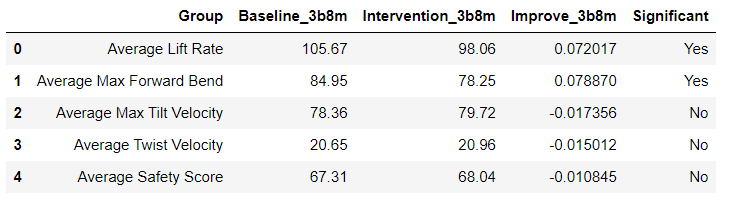 Group Baseline_3b8m Intervention_3b8m Improve_3b8m Significant
0 Average Lift Rate 105.67 98.06 0.072017 Yes
1 Average Max Forward Bend 84.95 78.25 0.078870 Yes
2 Average Max Tilt Velocity 78.36 79.72 -0.017356 No
3 Average Twist Velocity 20.65 20.96 -0.015012 No
4 Average Safety Score 67.31 68.04 -0.010845 No